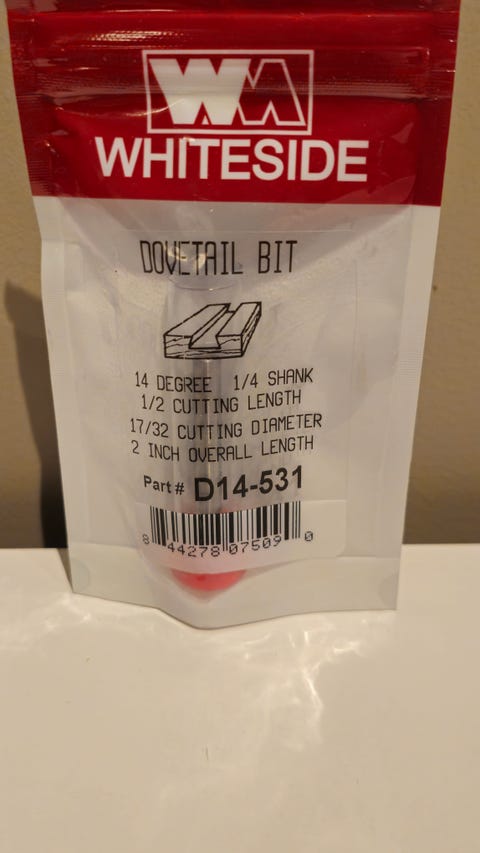 WHITESIDE
DOVETAIL BIT
14 DEGREE 1/4 SHANK
1/2 CUTTING LENGTH
17/32 CUTTING DIAMETER
2 INCH OVERALL LENGTH
Part # D14-531
8 44278 07509 0